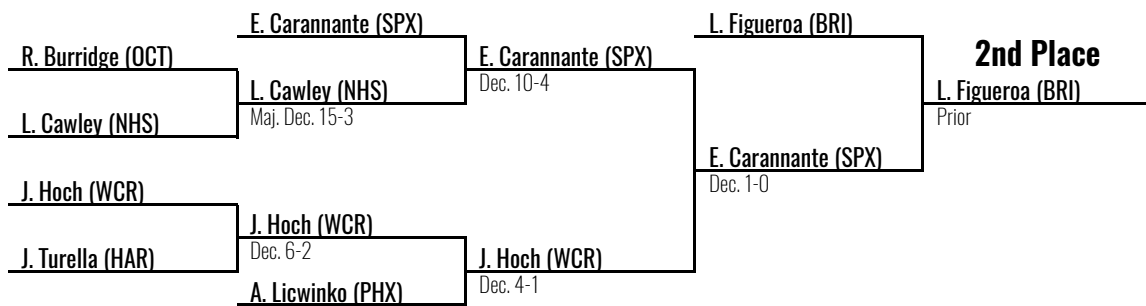 E. Carannante (SPX)
L. Figueroa (BRI)
2nd Place
R. Burridge (OCT)
E. Carannante (SPX)
Dec. 10-4
L. Cawley (NHS)
Maj. Dec. 15-3
L. Figueroa (BRI)
Prior
L. Cawley (NHS)
E. Carannante (SPX)
Dec. 1-0
J. Hoch (WCR)
J. Hoch (WCR)
Dec. 6-2
J. Turella (HAR)
J. Hoch (WCR)
Dec. 4-1
A. Licwinko (PHX)